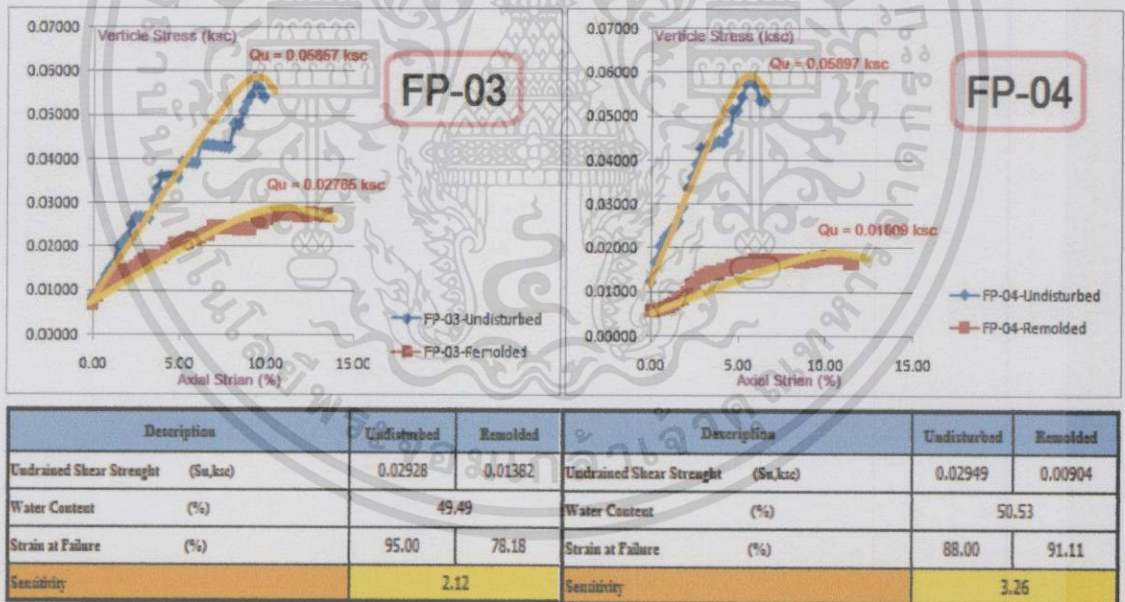 0.07000
Verticle Stress (ksc)
Qu = 0.05857 ksc
FP-03
0.06000
0.05000
0.04000
0.03000
Qu = 0.02765 ksc
0.02000
0.01000
0.00000
FP-03-Undisturbed
FP-03-Remolded
0.00 5.00 10.00 15.00
Axial Strian (%)
0.07000
Verticle Stress (ksc)
Qu = 0.05897 ksc
FP-04
0.06000
0.05000
0.04000
0.03000
0.02000
Qu = 0.01809 ksc
0.01000
0.00000
FP-04-Undisturbed
FP-04-Remolded
0.00 5.00 10.00 15.00
Axial Strian (%)
Description Undisturbed Remolded
Undrained Shear Strenght (Su,ksc) 0.02928 0.01382
Water Content (%) 49.49
Strain at Failure (%) 95.00 78.18
Sensitivity 2.12
Description Undisturbed Remolded
Undrained Shear Strenght (Su,ksc) 0.02949 0.00904
Water Content (%) 50.53
Strain at Failure (%) 88.00 91.11
Sensitivity 3.26